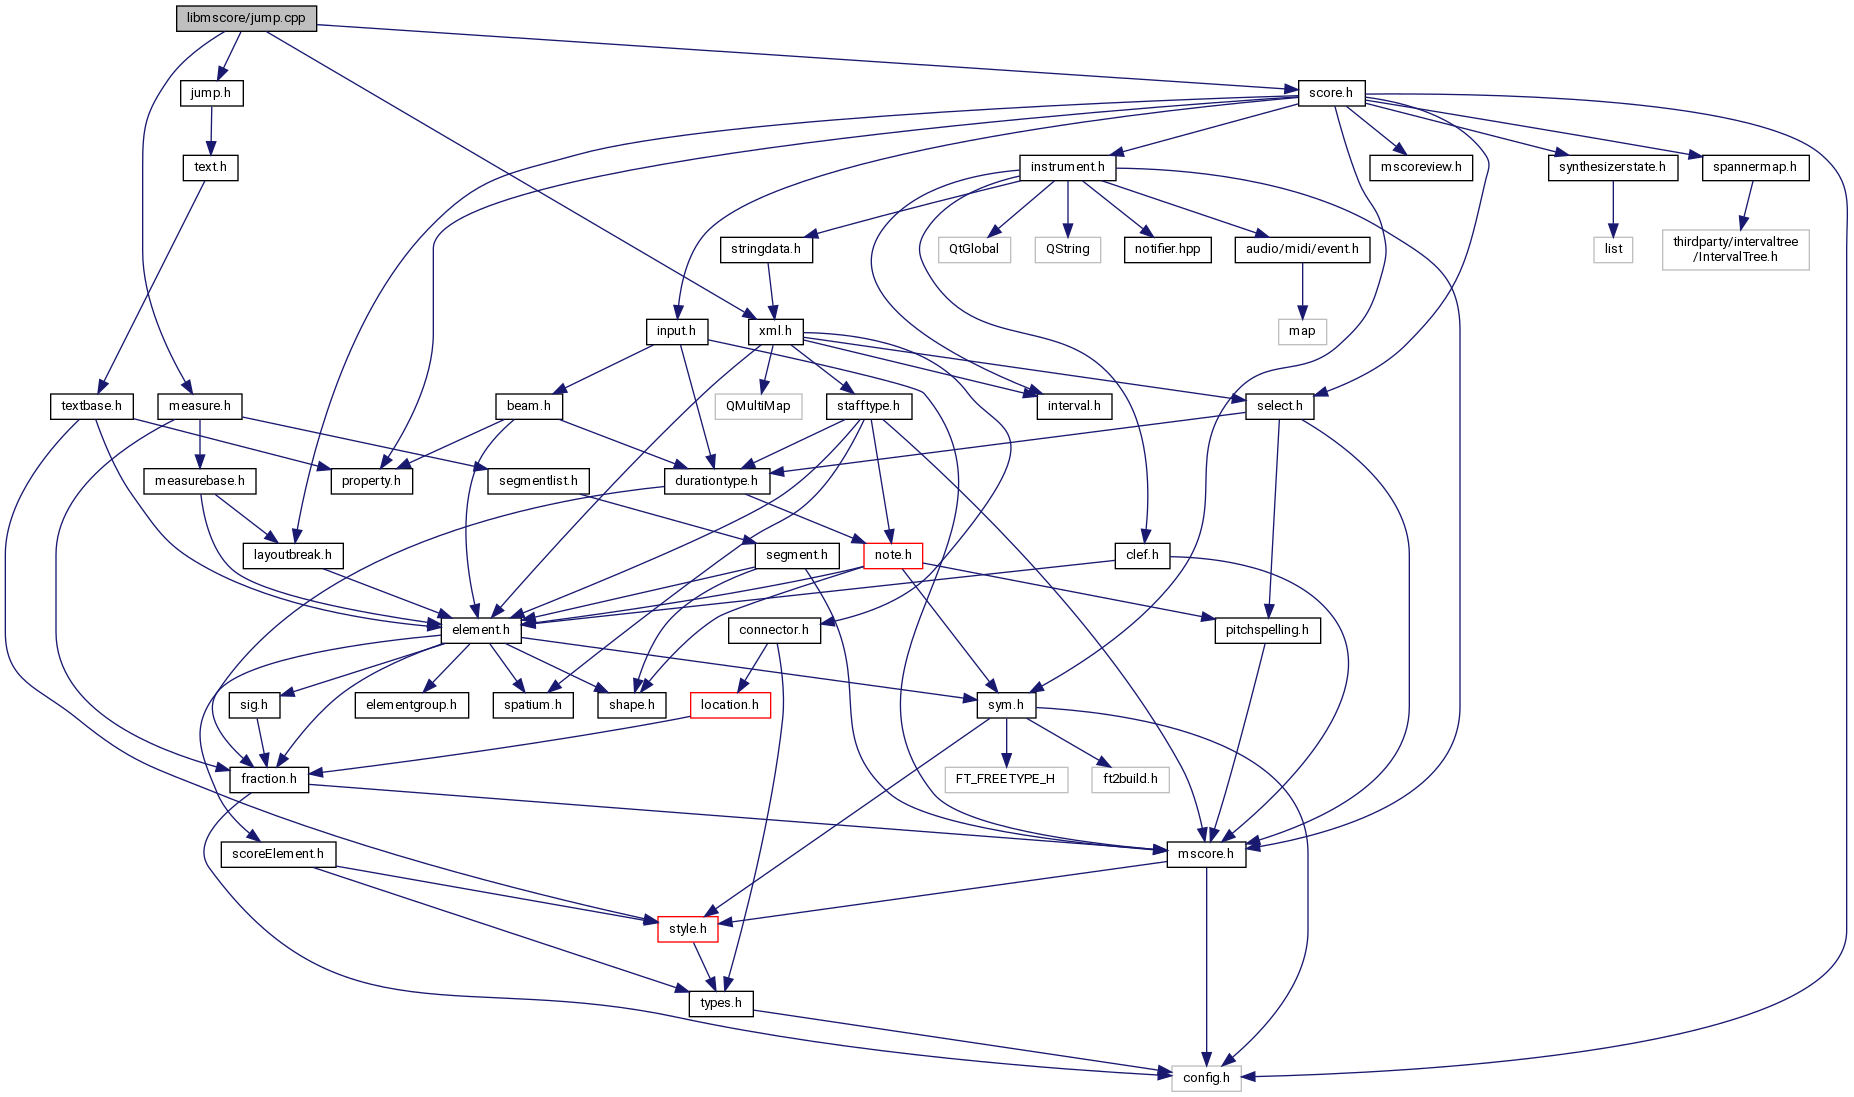 libmscore/jump.cpp
jump.h
score.h
text.h
instrument.h
mscoreview.h
synthesizerstate.h
spannermap.h
stringdata.h
QtGlobal
QString
notifier.hpp
audio/midi/event.h
list
thirdparty/intervaltree
/IntervalTree.h
input.h
xml.h
map
textbase.h
measure.h
beam.h
QMultiMap
stafftype.h
interval.h
select.h
measurebase.h
property.h
segmentlist.h
durationtype.h
layoutbreak.h
segment.h
note.h
clef.h
element.h
connector.h
pitchspelling.h
sig.h
elementgroup.h
spatium.h
shape.h
location.h
sym.h
fraction.h
FT_FREETYPE_H
ft2build.h
scoreElement.h
mscore.h
style.h
types.h
config.h